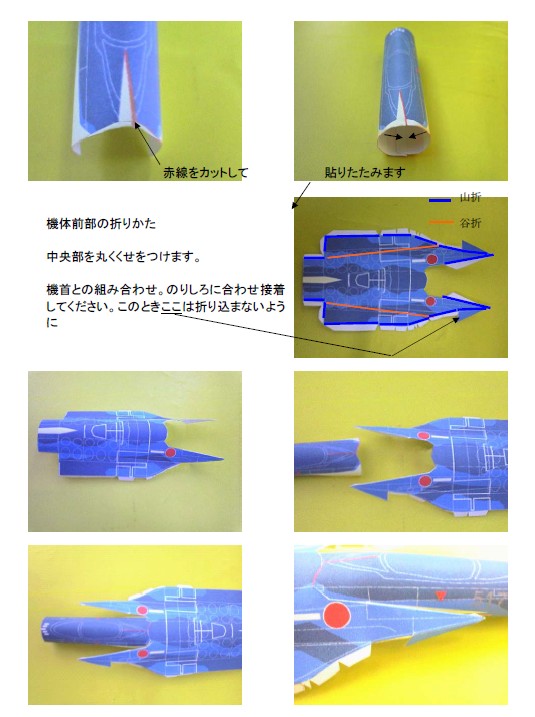 赤線をカットして
貼りたたみます
山折
谷折
機体前部の折りかた
中央部を丸くくせをつけます。
機首との組み合わせ。のりしろに合わせ接着
してください。このときここは折り込まないよう
に